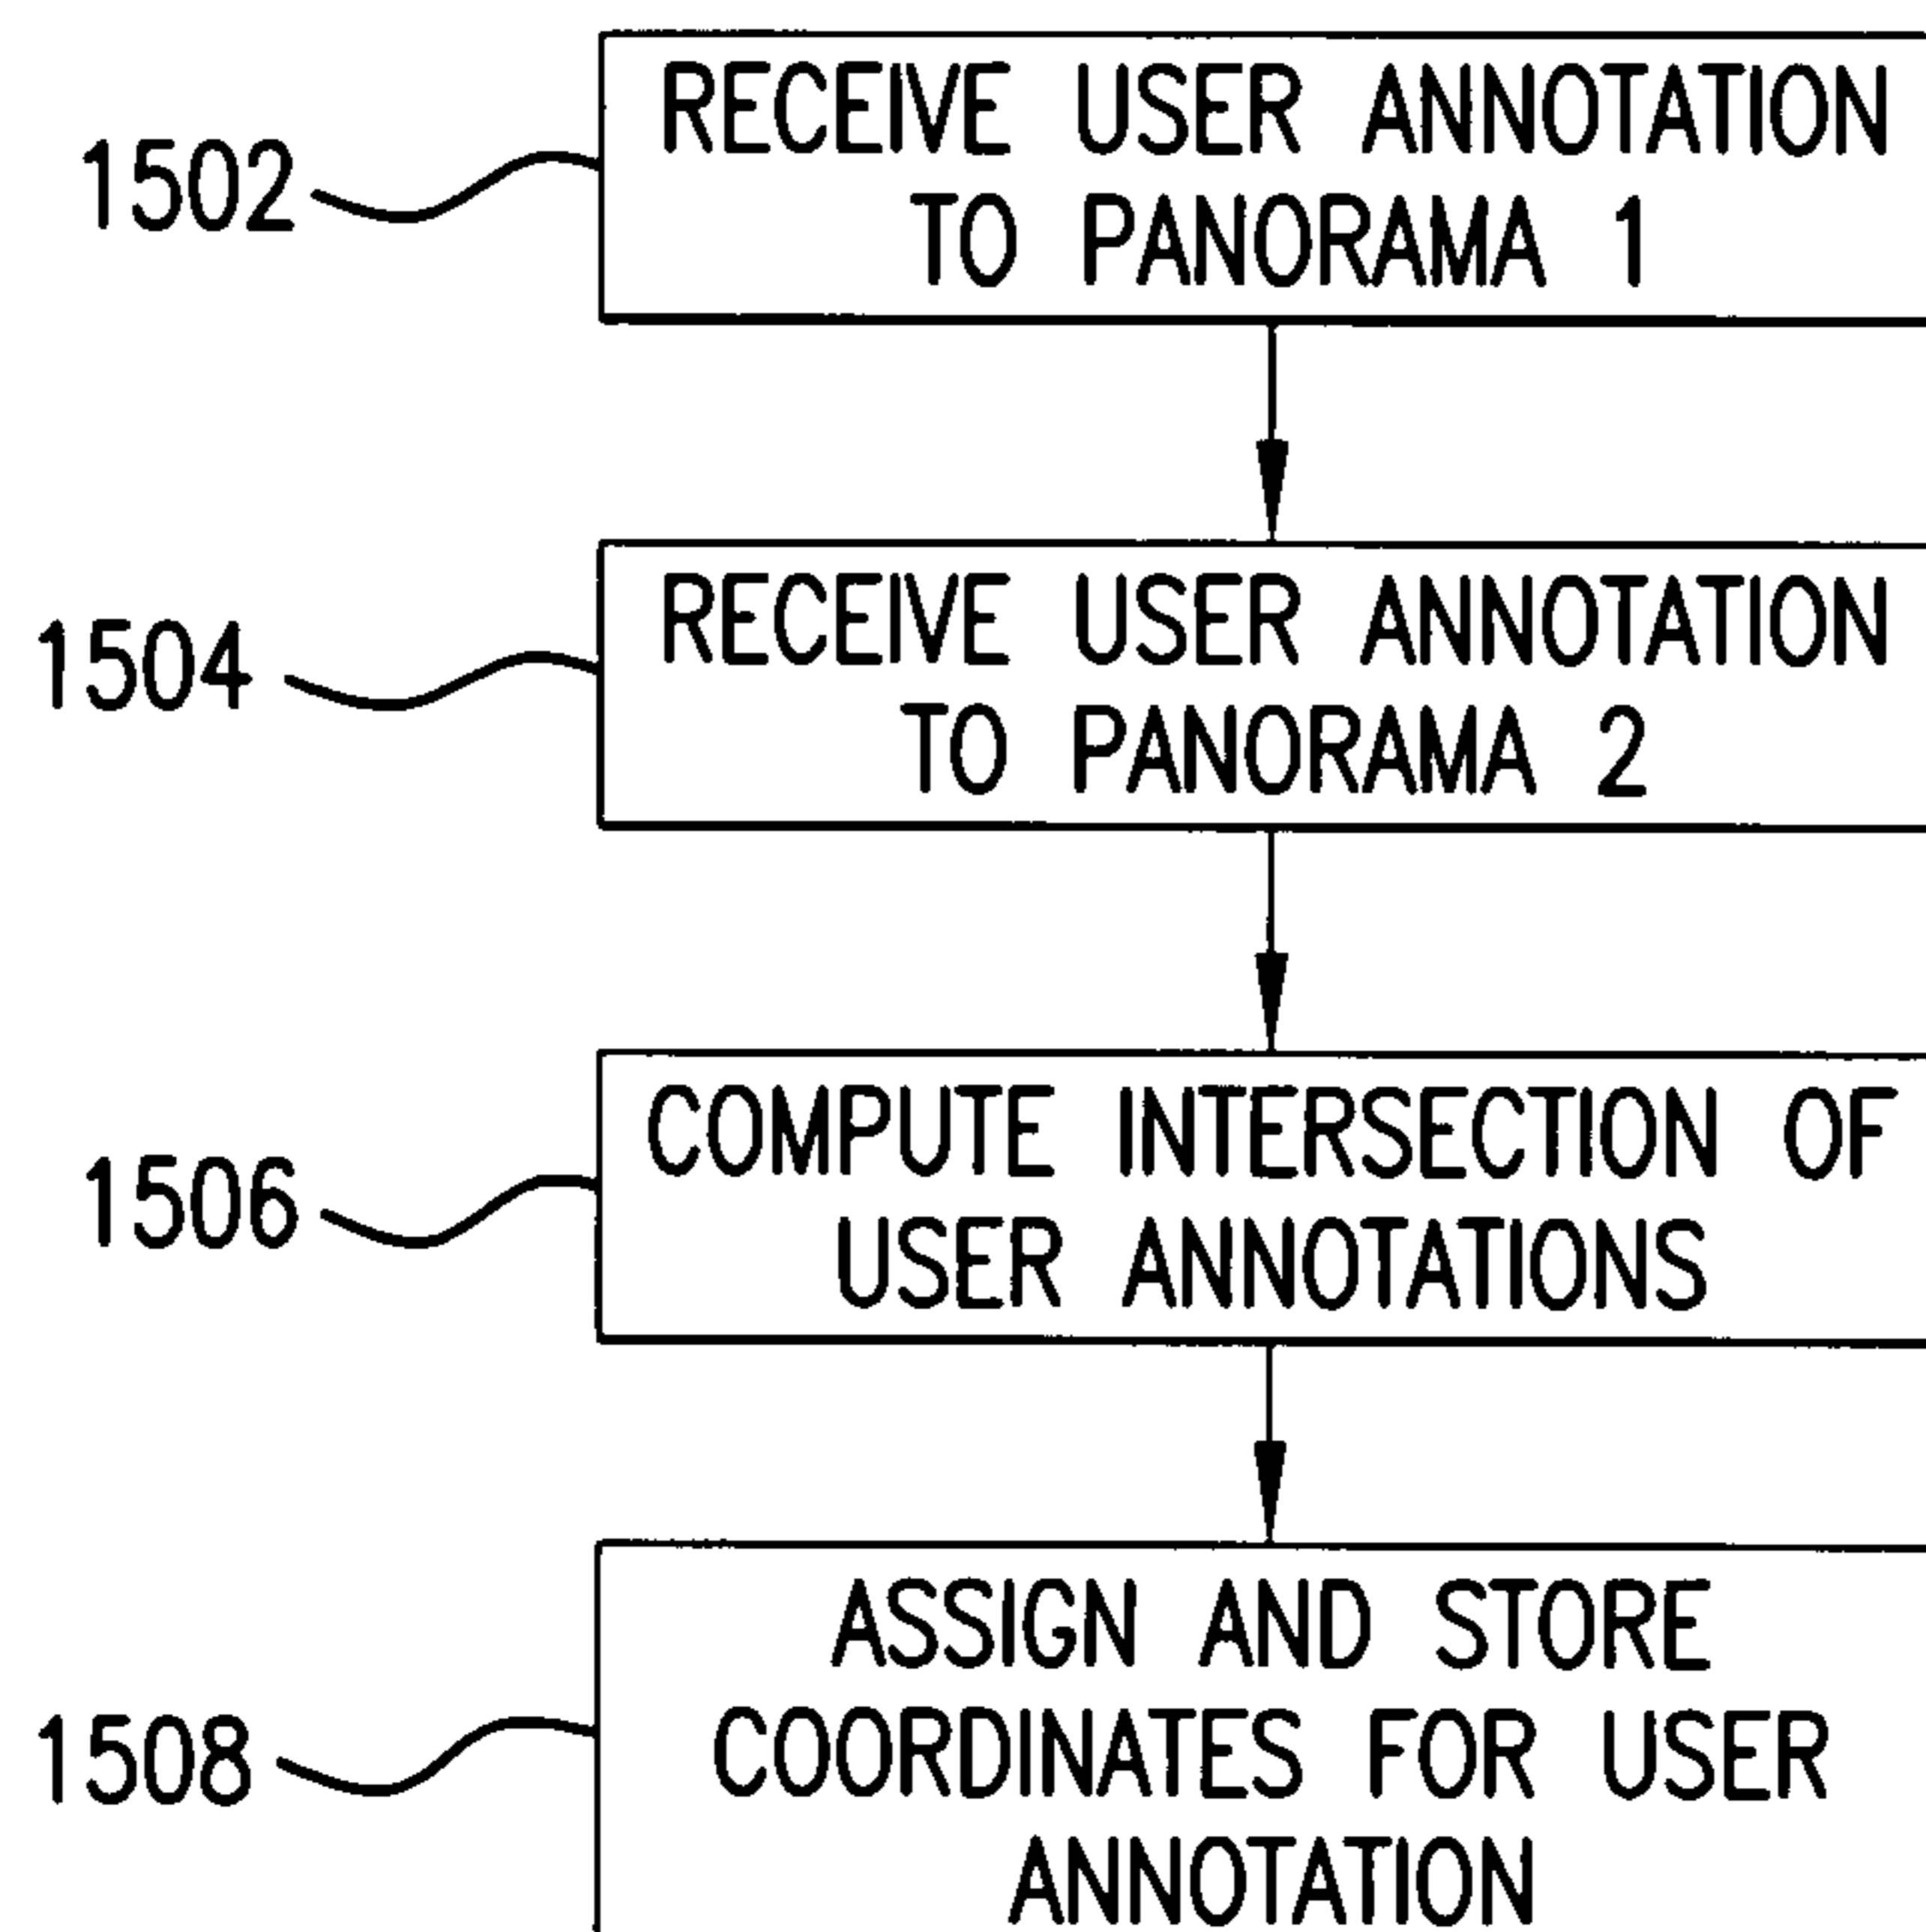 1502
RECEIVE USER ANNOTATION
TO PANORAMA 1
1504
RECEIVE USER ANNOTATION
TO PANORAMA 2
1506
COMPUTE INTERSECTION OF
USER ANNOTATIONS
1508
ASSIGN AND STORE
COORDINATES FOR USER
ANNOTATION